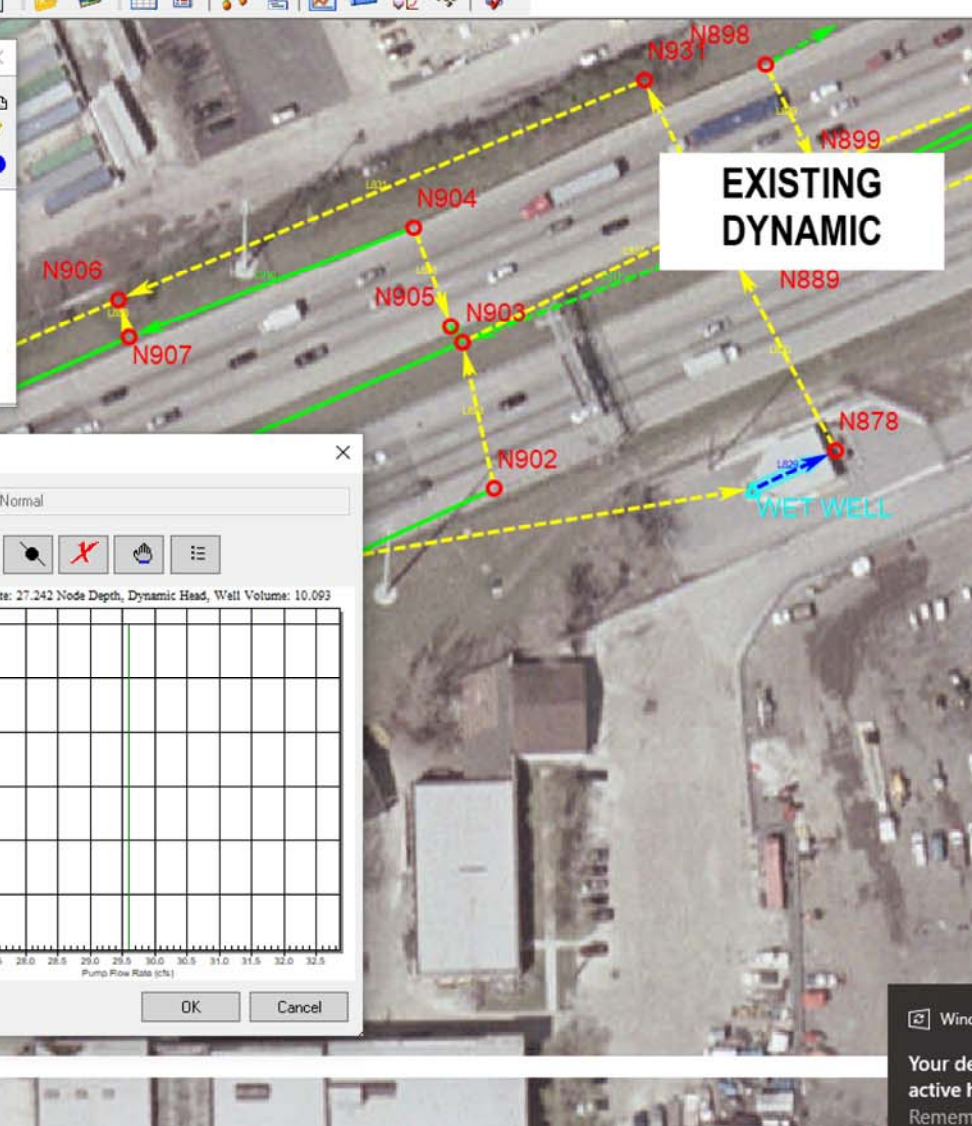 N931
N898
N899
EXISTING
DYNAMIC
N904
N889
N906
N905
N903
N907
N878
N902
L829
WET WELL
Normal
te: 27.242 Node Depth, Dynamic Head, Well Volume: 10.093
28.0 28.5 29.0 29.5 30.0 30.5 31.0 31.5 32.0 32.5
Pump Flow Rate (cfs)
OK
Cancel
Wind
Your de
active h
Remem